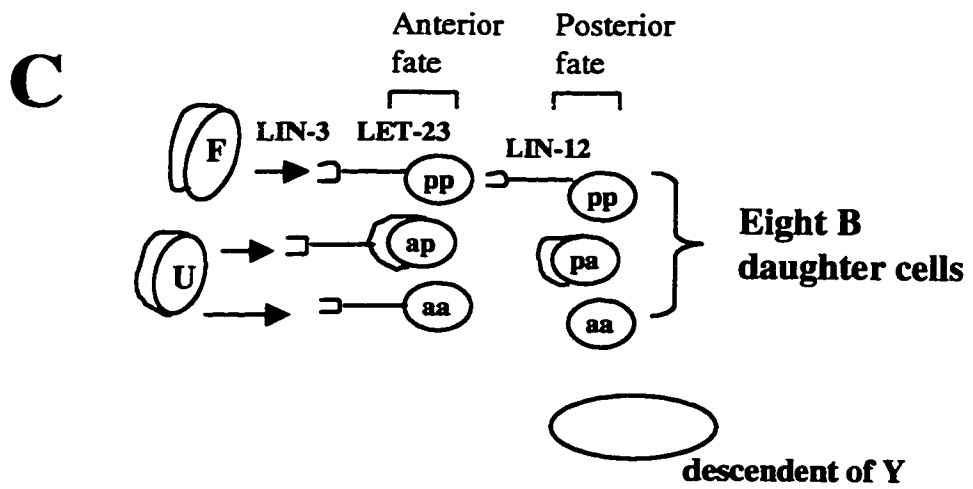 C
Anterior
fate
Posterior
fate
LIN-3
LET-23
LIN-12
F
pp
pp
U
ap
pa
aa
aa
Eight B
daughter cells
descendent of Y